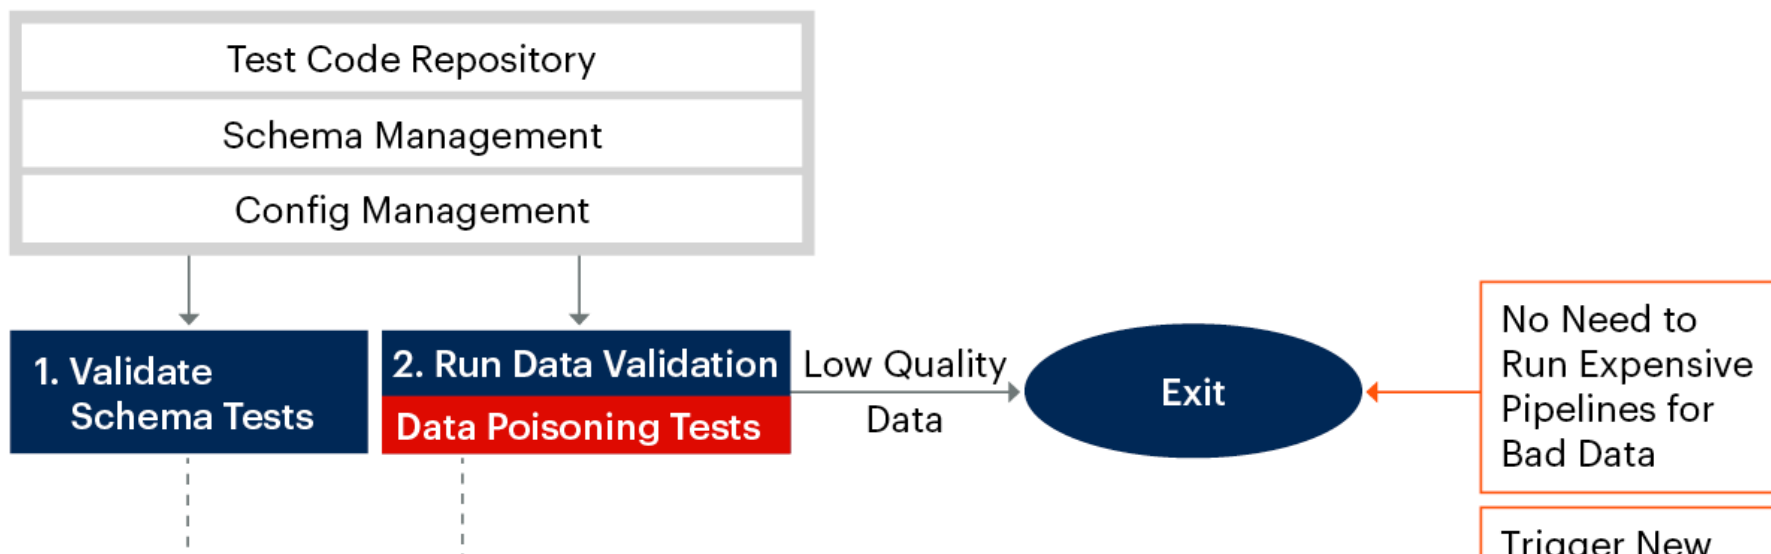 Test Code Repository
Schema Management
Config Management
1. Validate
Schema Tests
2. Run Data Validation
Data Poisoning Tests
Low Quality
Data
Exit
No Need to
Run Expensive
Pipelines for
Bad Data
Trigger New